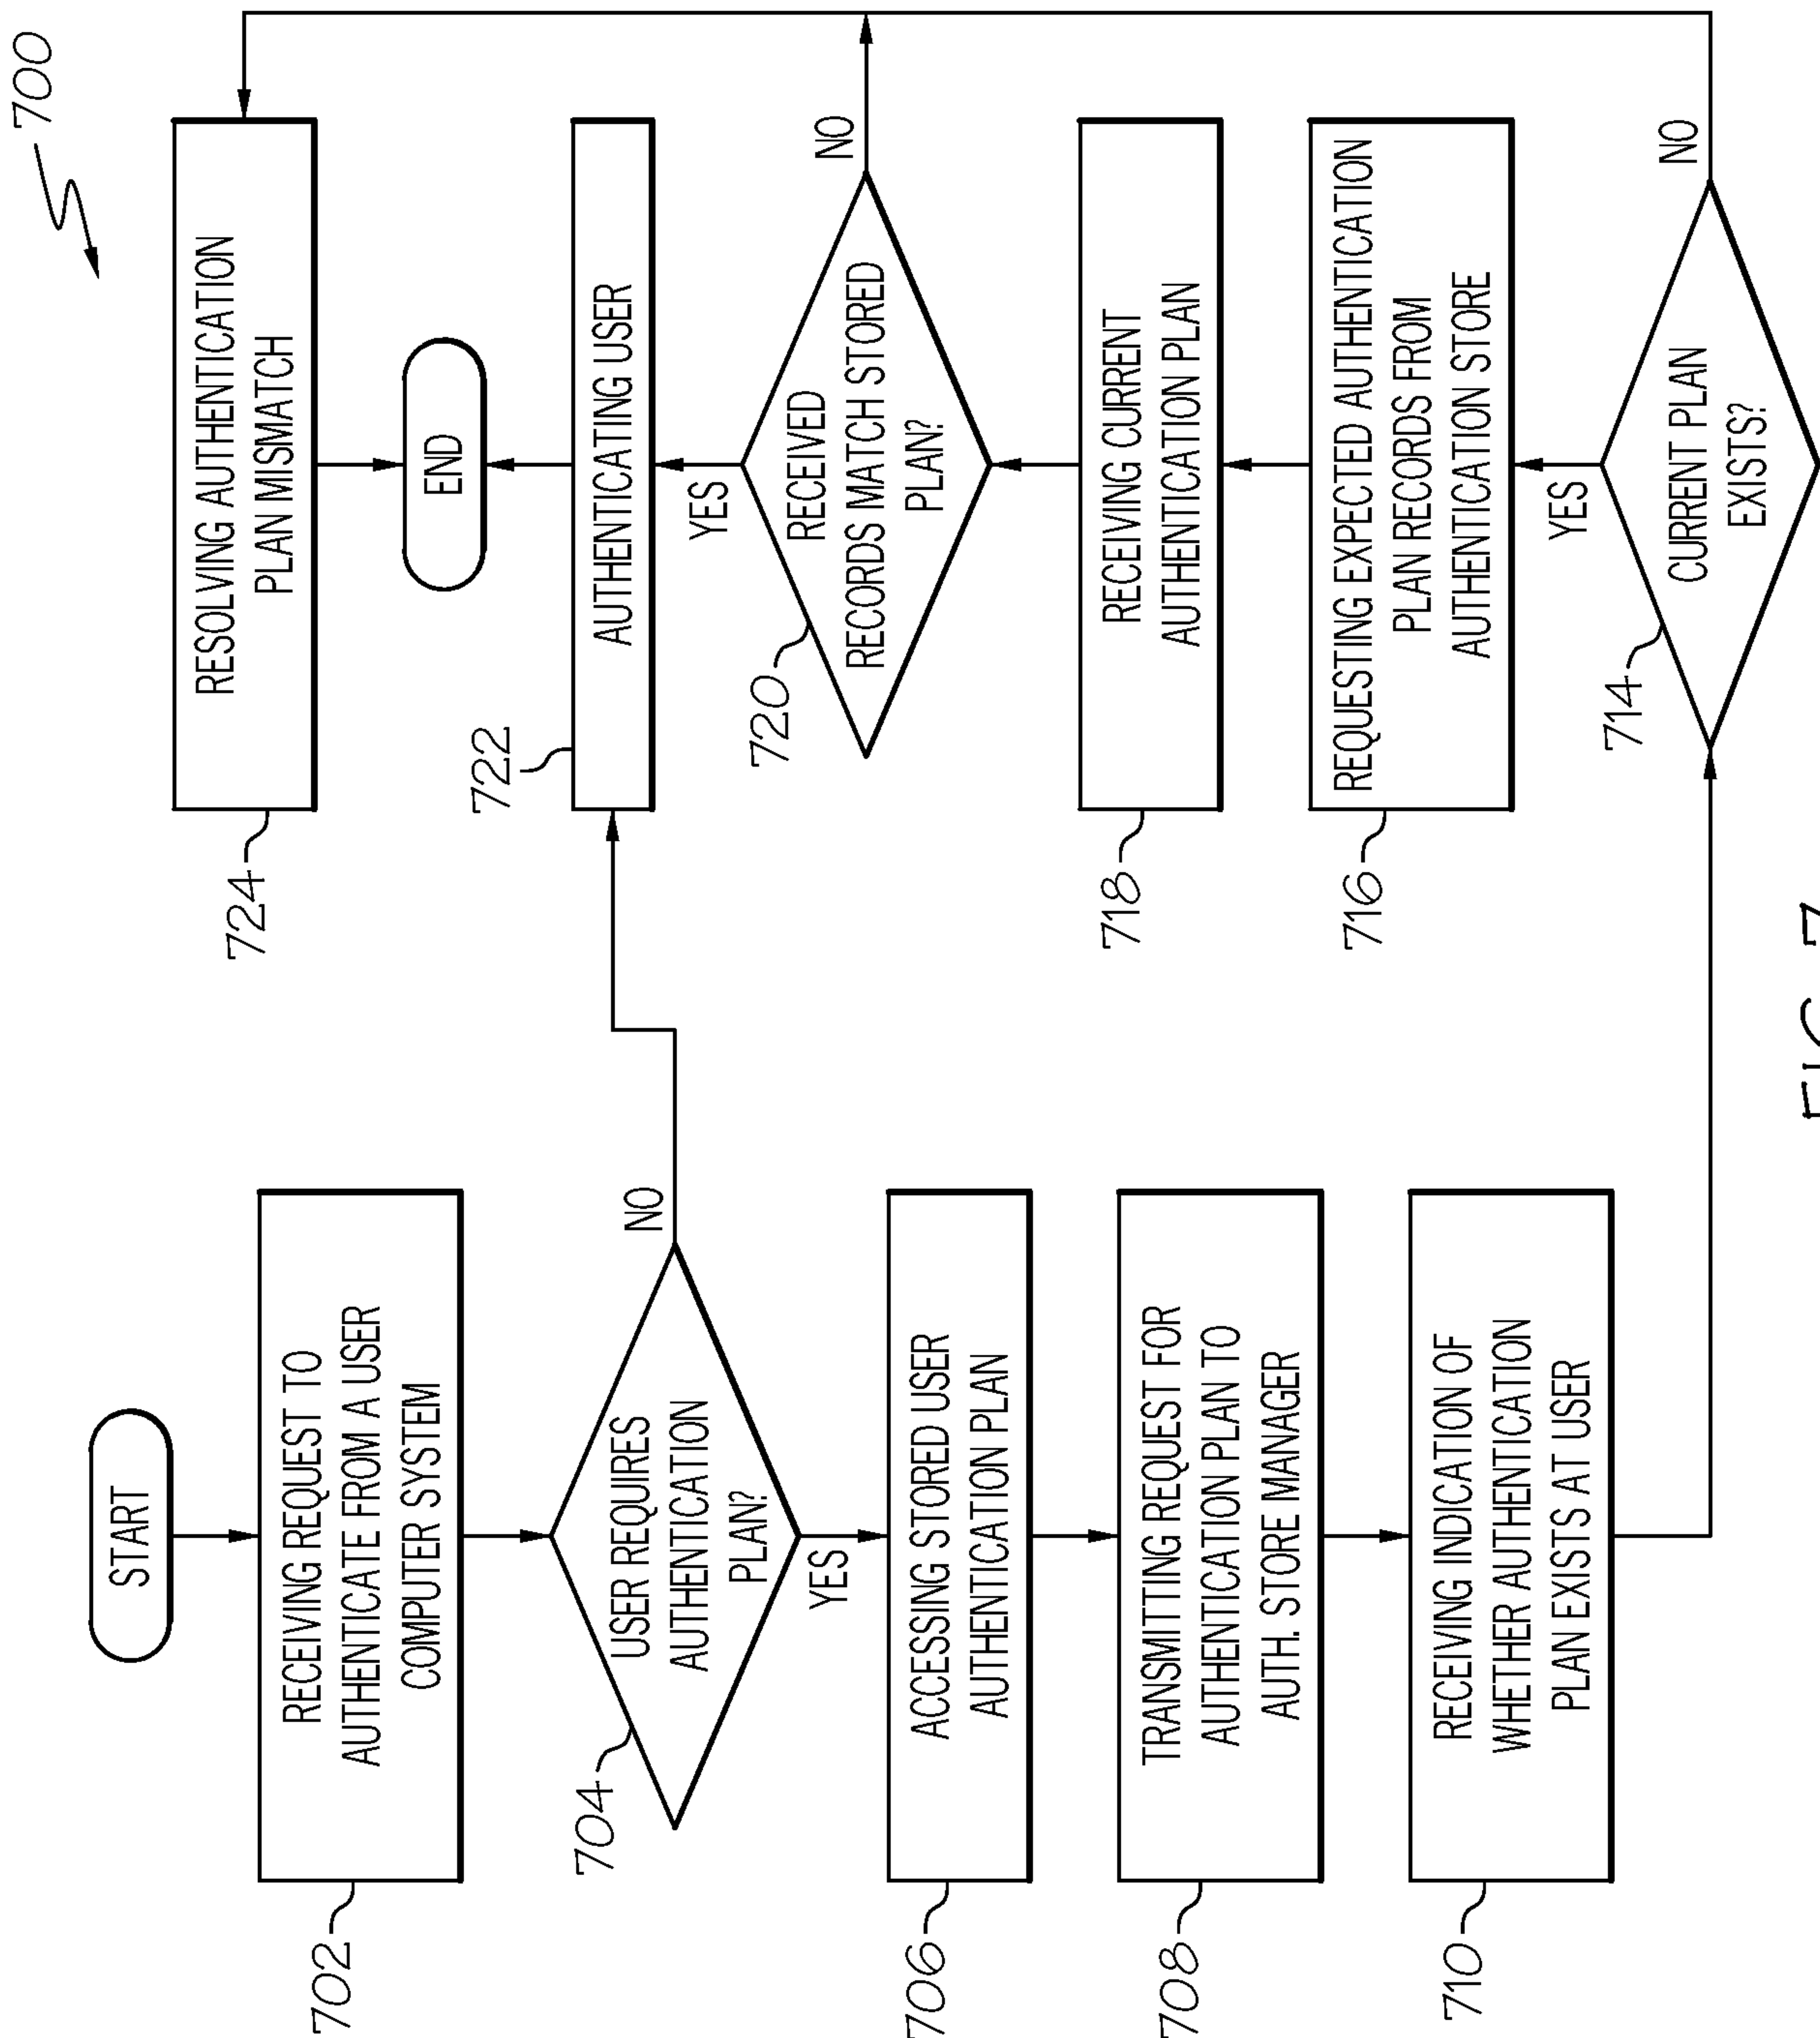 700
START
702
RECEIVING REQUEST TO
AUTHENTICATE FROM A USER
COMPUTER SYSTEM
704
USER REQUIRES
AUTHENTICATION
PLAN?
NO
YES
706
ACCESSING STORED USER
AUTHENTICATION PLAN
708
TRANSMITTING REQUEST FOR
AUTHENTICATION PLAN TO
AUTH. STORE MANAGER
710
RECEIVING INDICATION OF
WHETHER AUTHENTICATION
PLAN EXISTS AT USER
724
RESOLVING AUTHENTICATION
PLAN MISMATCH
END
722
AUTHENTICATING USER
YES
720
RECEIVED
RECORDS MATCH STORED
PLAN?
NO
718
RECEIVING CURRENT
AUTHENTICATION PLAN
716
REQUESTING EXPECTED AUTHENTICATION
PLAN RECORDS FROM
AUTHENTICATION STORE
YES
714
CURRENT PLAN
EXISTS?
NO